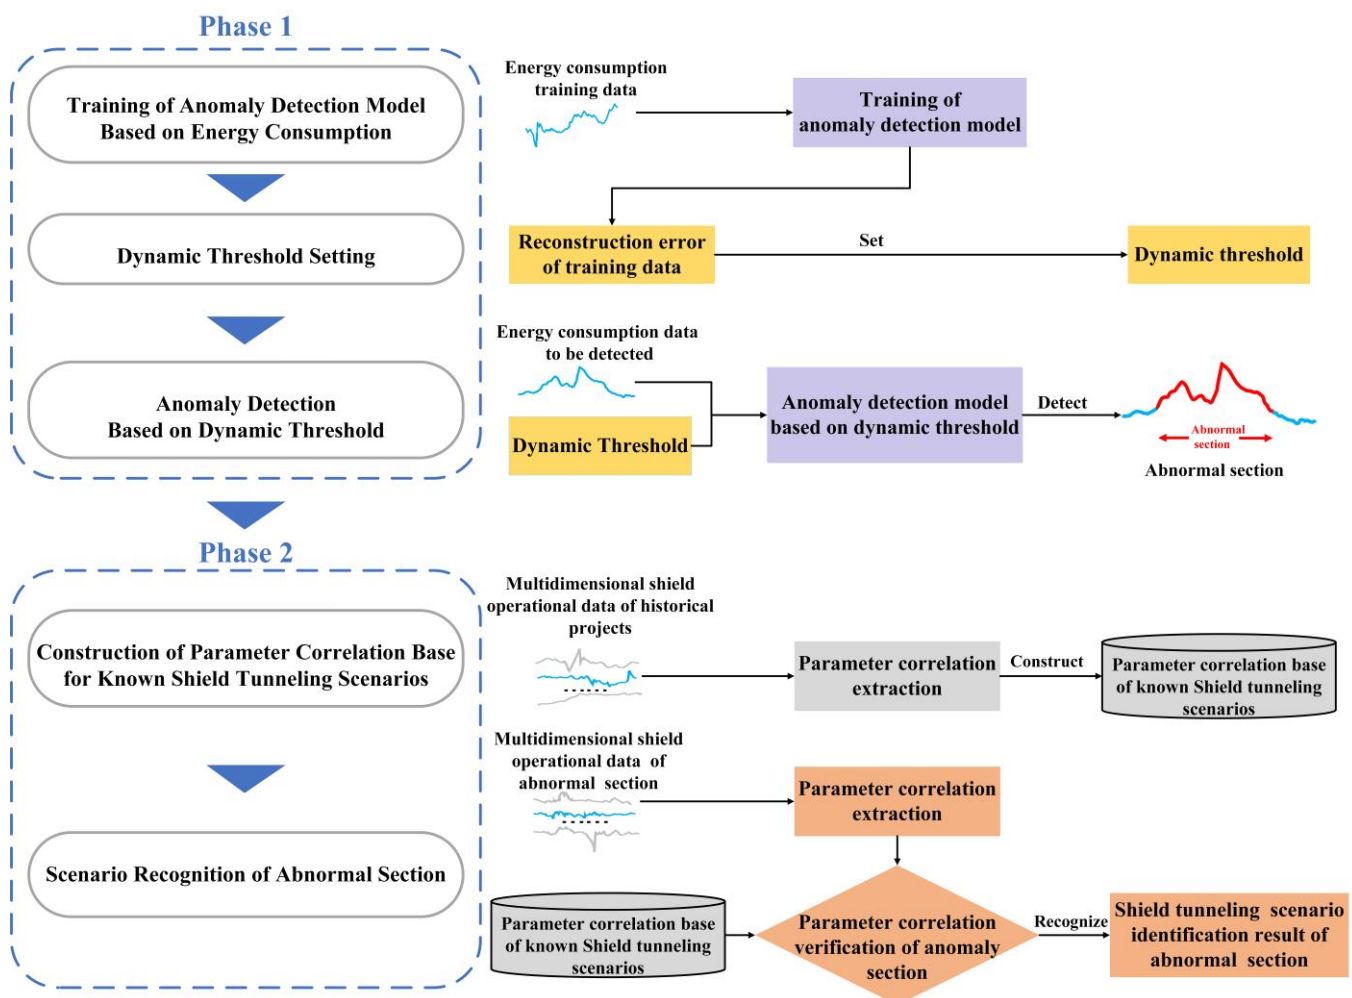 Phase 1
Training of Anomaly Detection Model
Based on Energy Consumption
Dynamic Threshold Setting
Anomaly Detection
Based on Dynamic Threshold
Energy consumption
training data
Training of
anomaly detection model
Reconstruction error
of training data
Set
Dynamic threshold
Energy consumption data
to be detected
Dynamic Threshold
Anomaly detection model
based on dynamic threshold
Detect
Abnormal
section
Abnormal section
Phase 2
Construction of Parameter Correlation Base
for Known Shield Tunneling Scenarios
Scenario Recognition of Abnormal Section
Multidimensional shield
operational data of historical
projects
Parameter correlation
extraction
Construct
Parameter correlation base
of known Shield tunneling
scenarios
Multidimensional shield
operational data of
abnormal section
Parameter correlation
extraction
Parameter correlation base
of known Shield tunneling
scenarios
Parameter correlation
verification of anomaly
section
Recognize
Shield tunneling scenario
identification result of
abnormal section